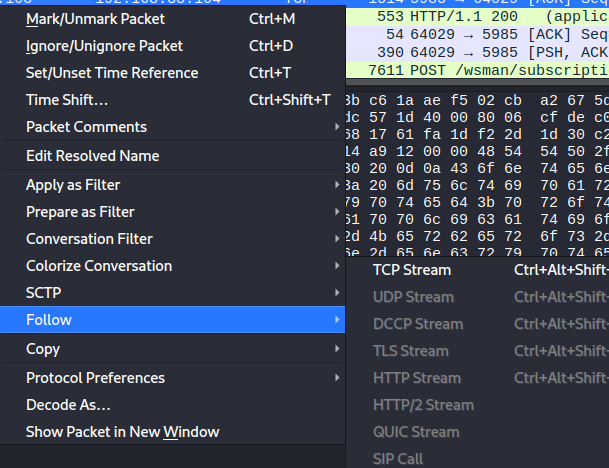 Mark/Unmark Packet Ctrl+M
Ignore/Unignore Packet Ctrl+D
Set/Unset Time Reference Ctrl+T
Time Shift… Ctrl+Shift+T
Packet Comments
Edit Resolved Name
Apply as Filter
Prepare as Filter
Conversation Filter
Colorize Conversation
SCTP
Follow
Copy
Protocol Preferences
Decode As…
Show Packet in New Window
553 HTTP/1.1 200 (applic
54 64029 → 5985 [ACK] Seq
390 64029 → 5985 [PSH, ACK
7611 POST /wsman/subscripti
3b c6 1a ae f5 02 cb a2 67 5d
dc 57 1d 40 00 80 06 cf de c0
68 17 61 fa 1d f2 2d 1d 30 c2
14 a9 12 00 00 48 54 54 50 2f
30 20 0d 0a 43 6f 6e 74 65 6e
3a 20 6d 75 6c 74 69 70 61 72
79 70 74 65 64 3b 70 72 6f 74
61 70 70 6c 69 63 61 74 69 6f
2d 4b 65 72 62 65 72 6f 73 2d
6e 2d 65 6e 63 72 79 70 74 65
TCP Stream Ctrl+Alt+Shift+
UDP Stream Ctrl+Alt+Shift+
DCCP Stream Ctrl+Alt+Shift+
TLS Stream Ctrl+Alt+Shift+
HTTP Stream Ctrl+Alt+Shift+
HTTP/2 Stream
QUIC Stream
SIP Call